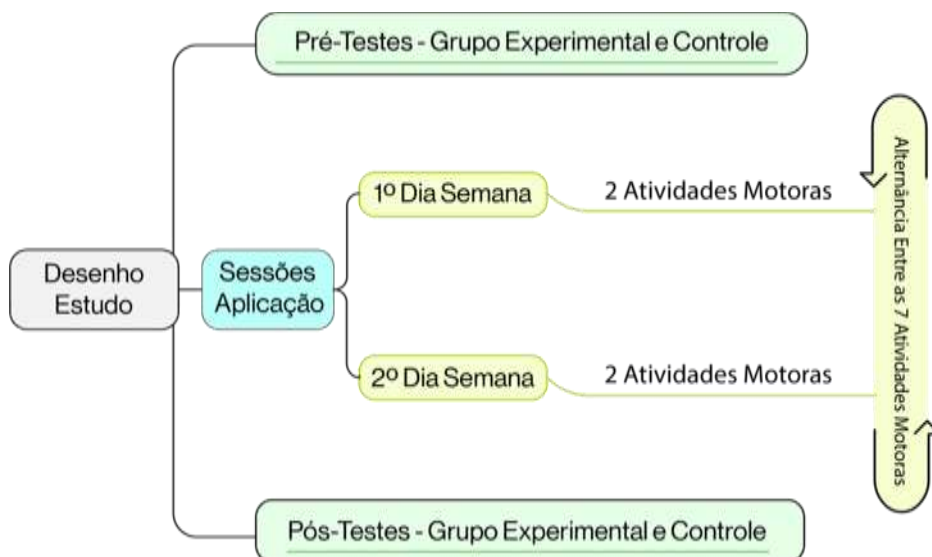 Pré-Testes - Grupo Experimental e Controle
Desenho
Estudo
Sessões
Aplicação
1º Dia Semana
2 Atividades Motoras
2º Dia Semana
2 Atividades Motoras
Alternância Entre as 7 Atividades Motoras
Pós-Testes - Grupo Experimental e Controle